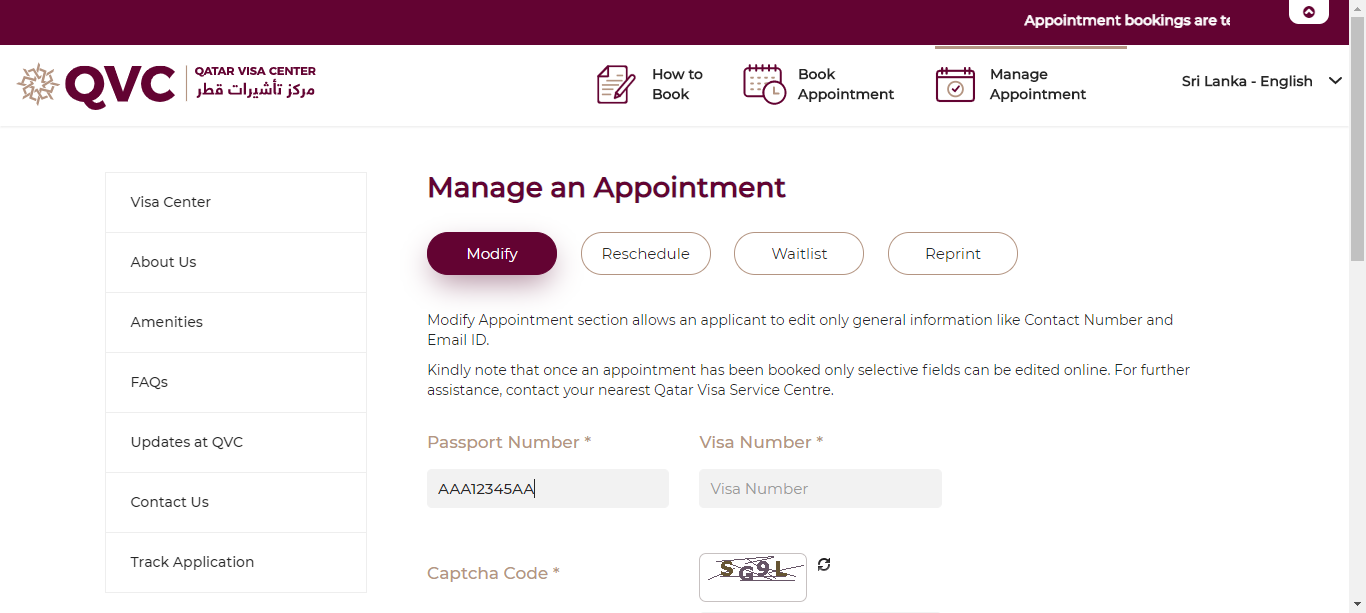 Appointment bookings are te
QVC
QATAR VISA CENTER
مركز تأشيرات قطر
How to
Book
Book
Appointment
Manage
Appointment
Sri Lanka - English
Visa Center
About Us
Amenities
FAQs
Updates at QVC
Contact Us
Track Application
Manage an Appointment
Modify
Reschedule
Waitlist
Reprint
Modify Appointment section allows an applicant to edit only general information like Contact Number and
Email ID.
Kindly note that once an appointment has been booked only selective fields can be edited online. For further
assistance, contact your nearest Qatar Visa Service Centre.
Passport Number *
Visa Number *
AAA12345AA
Visa Number
Captcha Code *